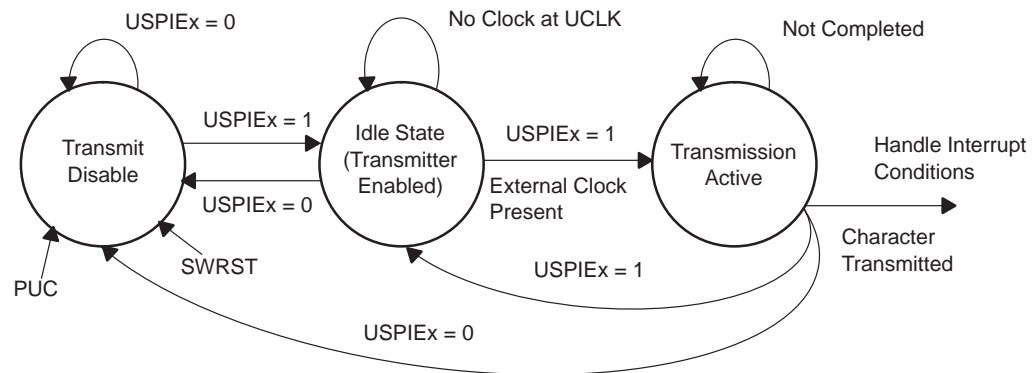 USPIEx = 0
No Clock at UCLK
Not Completed
Transmit
Disable
USPIEx = 1
USPIEx = 0
Idle State
(Transmitter
Enabled)
USPIEx = 1
External Clock
Present
Transmission
Active
Handle Interrupt
Conditions
Character
Transmitted
PUC
SWRST
USPIEx = 1
USPIEx = 0